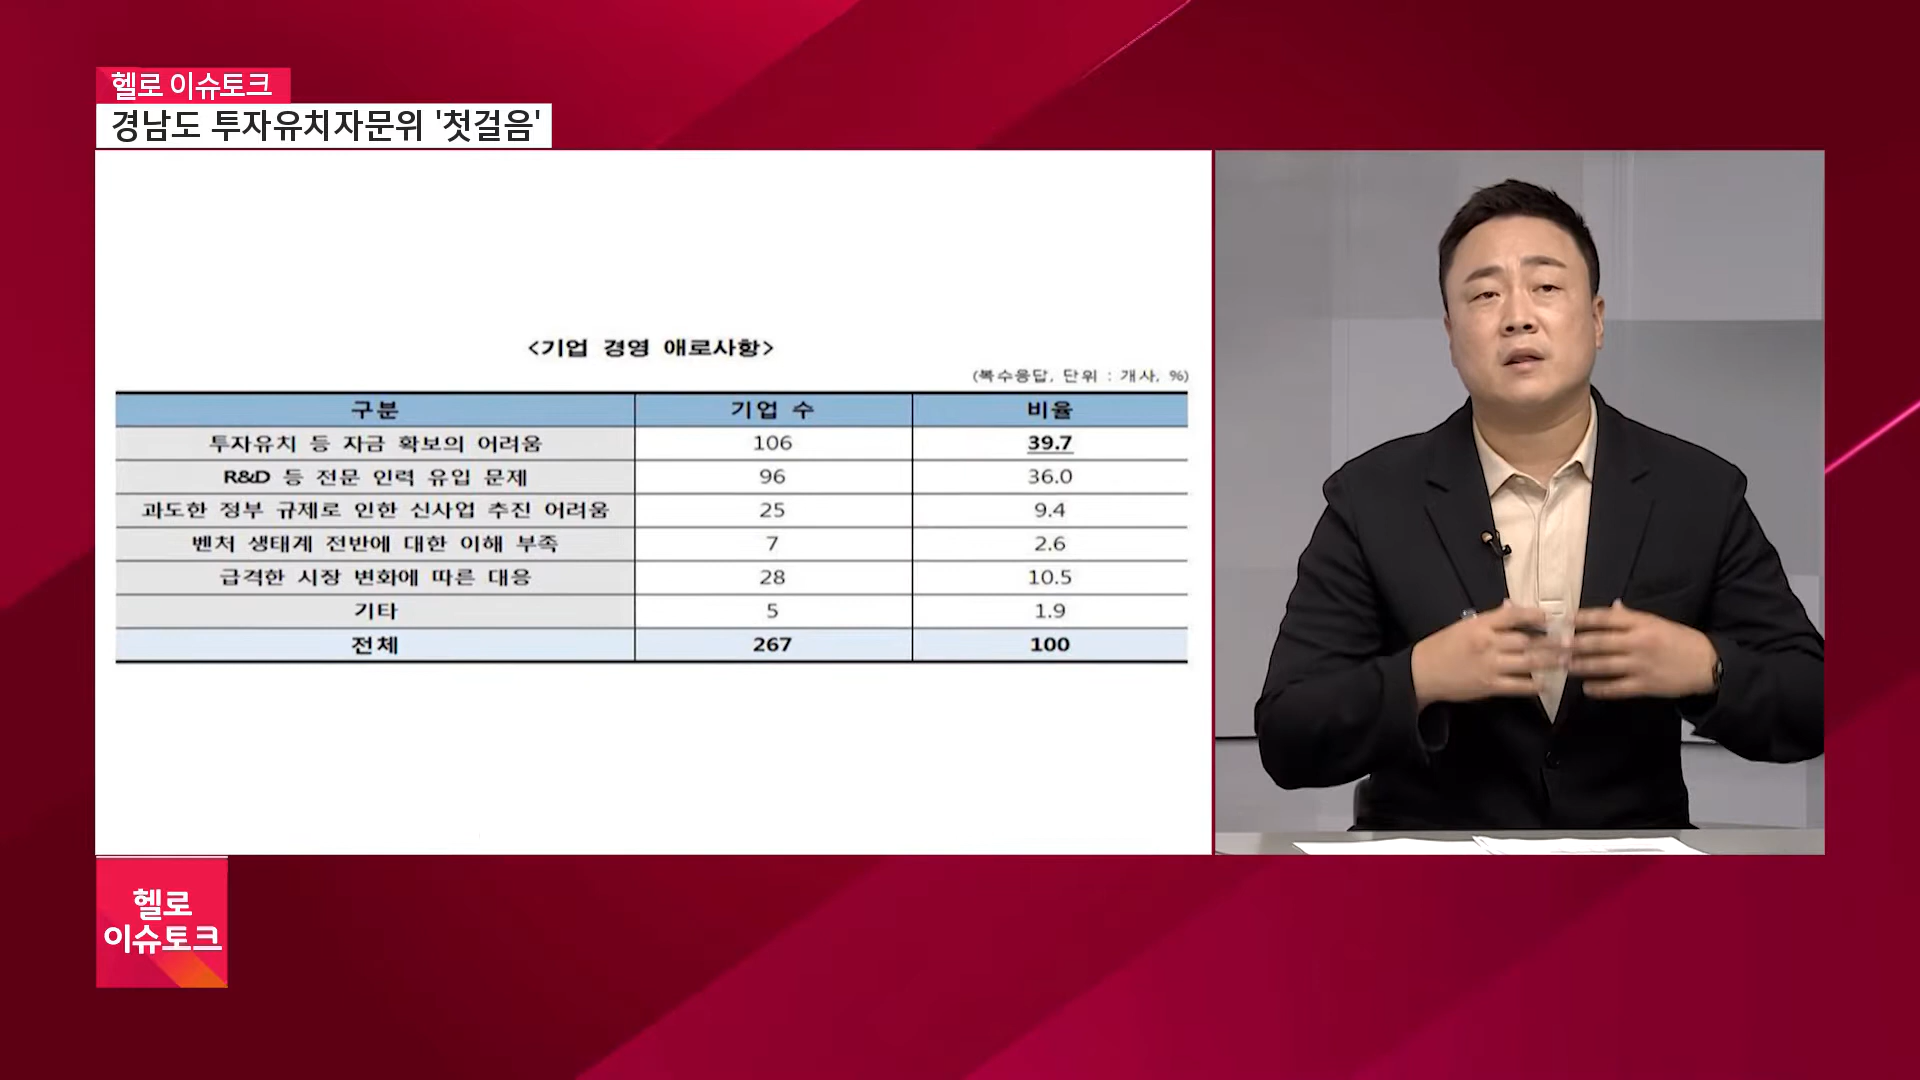 헬로 이슈토크
경남도 투자유치자문위 '첫걸음'
<기업 경영 애로사항>
(복수응답, 단위 : 개사, %)
구분 기업 수 비율
투자유치 등 자금 확보의 어려움 106 39.7
R&D 등 전문 인력 유입 문제 96 36.0
과도한 정부 규제로 인한 신사업 추진 어려움 25 9.4
벤처 생태계 전반에 대한 이해 부족 7 2.6
급격한 시장 변화에 따른 대응 28 10.5
기타 5 1.9
전체 267 100
헬로
이슈토크